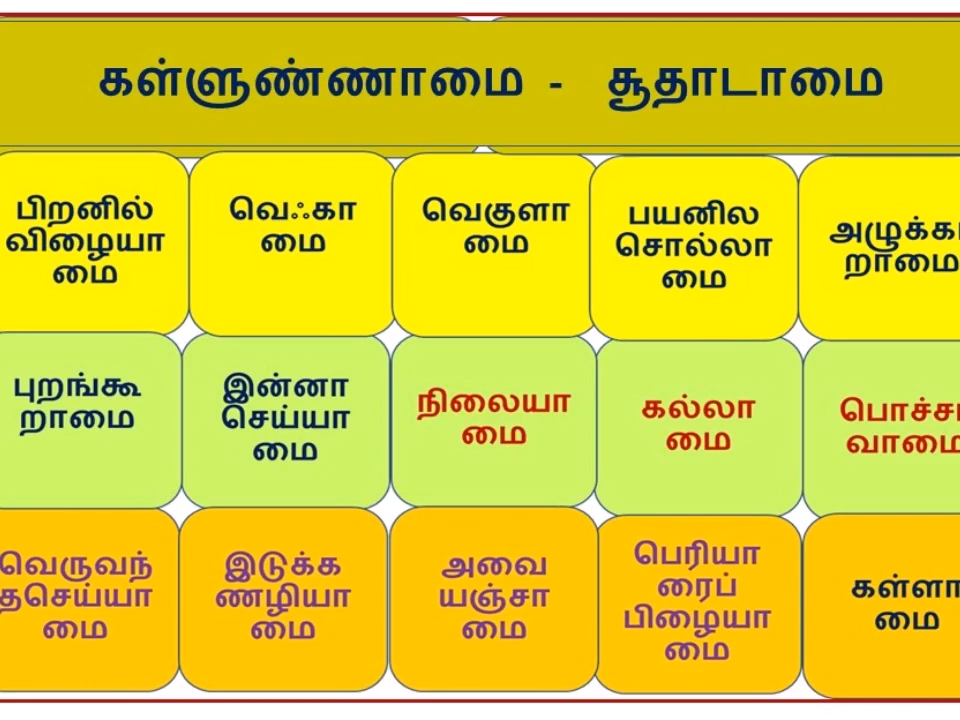 கள்ளுண்ணாமை - சூதாடாமை
பிறனில்
விழையா
மை
வெஃகா
மை
வெகுளா
மை
பயனில
சொல்லா
மை
அழுக்கா
றாமை
புறங்கூ
றாமை
இன்னா
செய்யா
மை
நிலையா
மை
கல்லா
மை
பொச்சா
வாமை
வெருவந்
தசெய்யா
மை
இடுக்க
ணழியா
மை
அவை
யஞ்சா
மை
பெரியா
ரைப்
பிழையா
மை
கள்ளா
மை